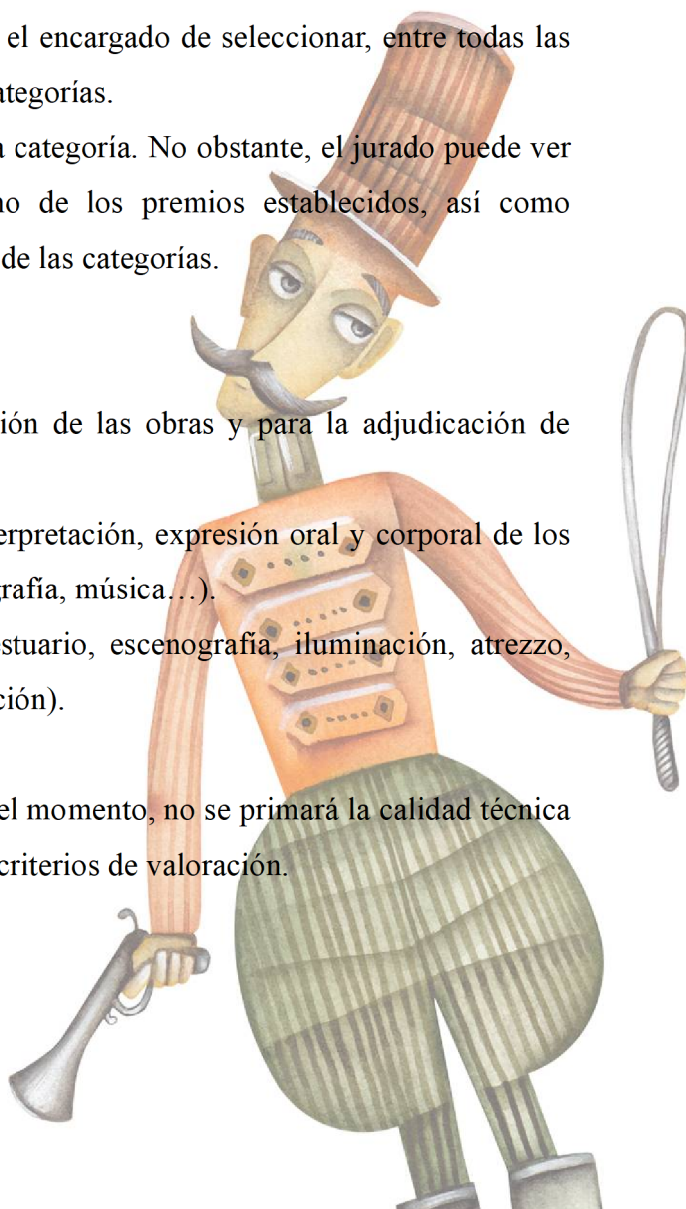 el encargado de seleccionar, entre todas las
ategorías.
a categoría. No obstante, el jurado puede ver
no de los premios establecidos, así como
de las categorías.
ión de las obras y para la adjudicación de
erpretación, expresión oral y corporal de los
grafía, música…).
estuario, escenografía, iluminación, atrezzo,
ción).
el momento, no se primará la calidad técnica
criterios de valoración.